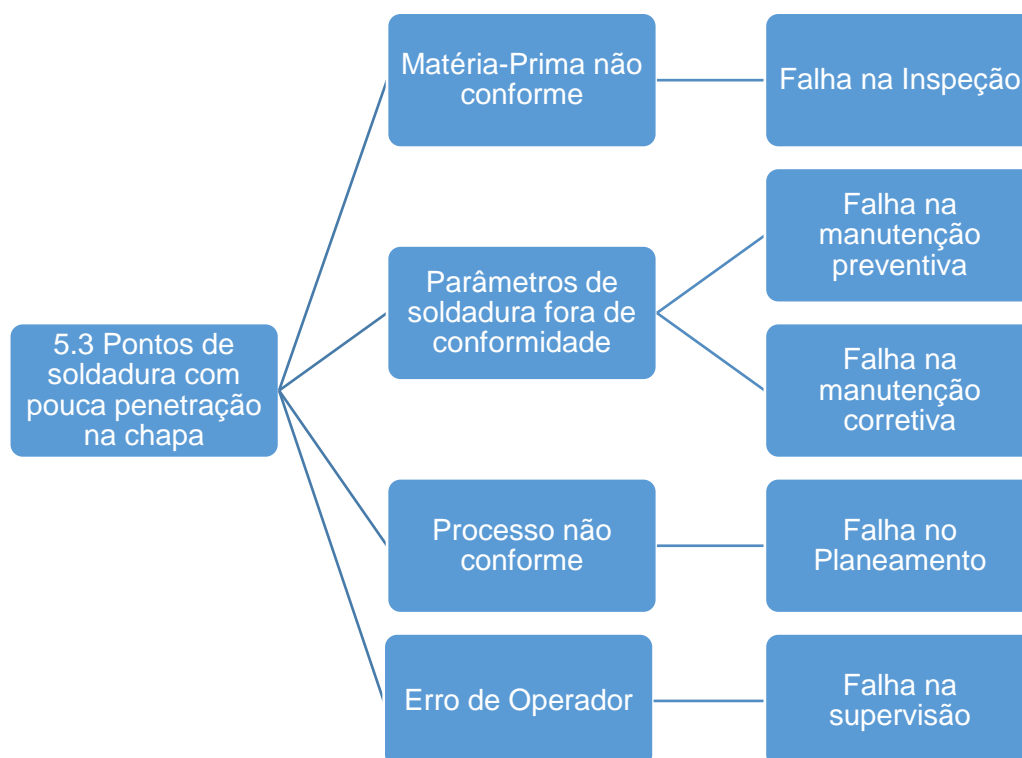 Matéria-Prima não
conforme
Falha na Inspeção
Falha na
manutenção
preventiva
Parâmetros de
soldadura fora de
conformidade
5.3 Pontos de
soldadura com
pouca penetração
na chapa
Falha na
manutenção
corretiva
Processo não
conforme
Falha no
Planeamento
Erro de Operador
Falha na
supervisão